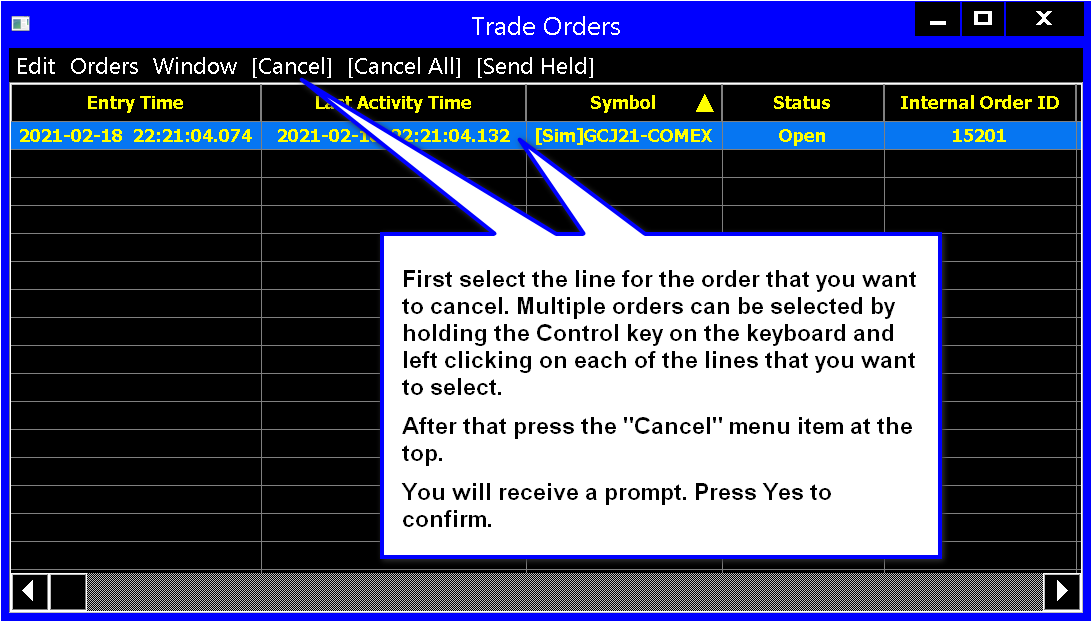 Trade Orders
Edit Orders Window [Cancel] [Cancel All] [Send Held]
Entry Time Last Activity Time Symbol Status Internal Order ID
2021-02-18 22:21:04.074 2021-02-18 22:21:04.132 [Sim]GCJ21-COMEX Open 15201
First select the line for the order that you want
to cancel. Multiple orders can be selected by
holding the Control key on the keyboard and
left clicking on each of the lines that you want
to select.
After that press the "Cancel" menu item at the
top.
You will receive a prompt. Press Yes to
confirm.